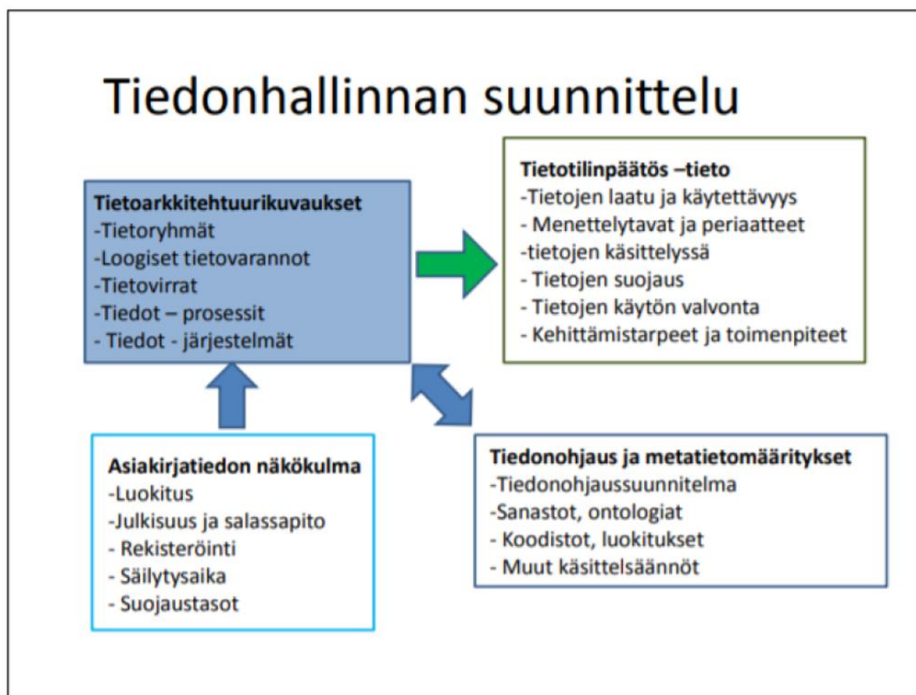 Tiedonhallinnan suunnittelu
Tietoarkkitehtuurikuvaukset
-Tietoryhmät
-Loogiset tietovarannot
-Tietovirrat
-Tiedot – prosessit
- Tiedot - järjestelmät
Tietotilinpäätös –tieto
-Tietojen laatu ja käytettävyys
- Menettelytavat ja periaatteet
-tietojen käsittelyssä
- Tietojen suojaus
- Tietojen käytön valvonta
- Kehittämistarpeet ja toimenpiteet
Asiakirjatiedon näkökulma
-Luokitus
-Julkisuus ja salassapito
- Rekisteröinti
- Säilytysaika
- Suojaustasot
Tiedonohjaus ja metatietomääritykset
-Tiedonohjaussuunnitelma
-Sanastot, ontologiat
- Koodistot, luokitukset
- Muut käsittelsäännöt